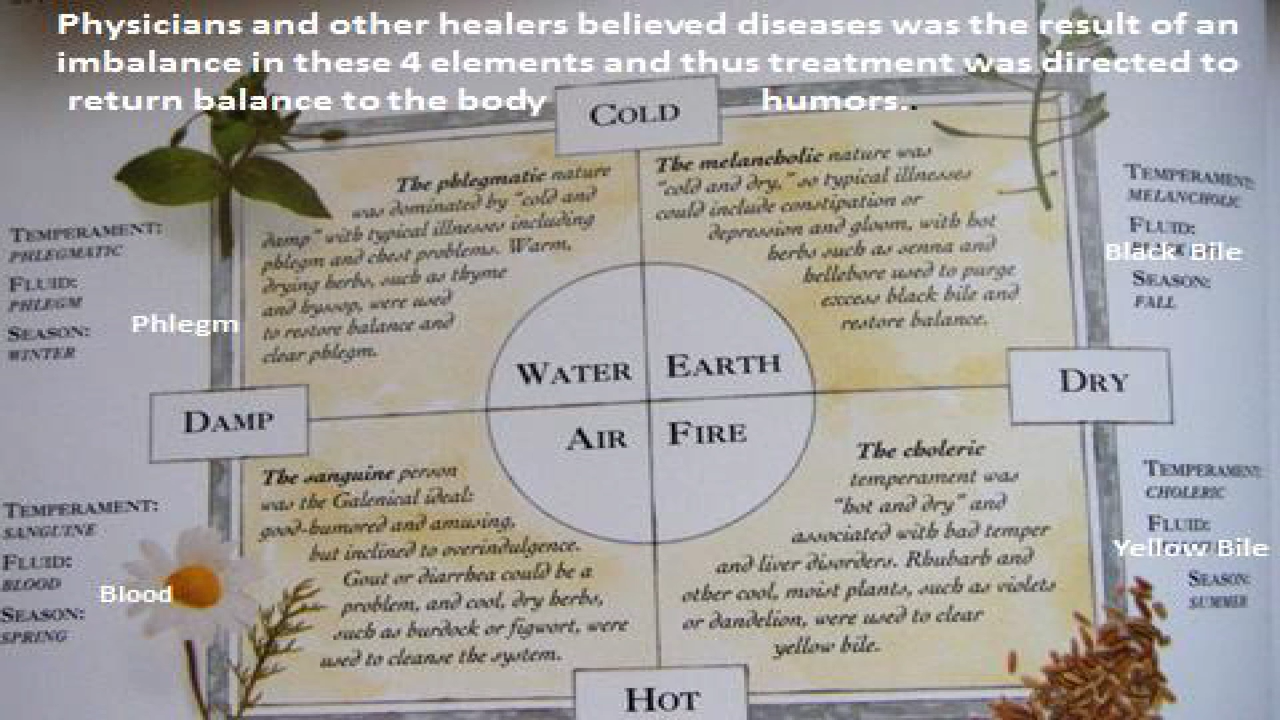 Physicians and other healers believed diseases was the result of an
imbalance in these 4 elements and thus treatment was directed to
return balance to the body humors..
COLD
The phlegmatic nature
was dominated by "cold and
damp" with typical illnesses including
phlegm and chest problems. Warm,
drying herbs, such as thyme
and hyssop, were used
to restore balance and
clear phlegm.
The melancholic nature was
"cold and dry," so typical illnesses
could include constipation or
depression and gloom, with hot
herbs such as senna and
hellebore used to purge
excess black bile and
restore balance.
TEMPERAMENT:
PHLEGMATIC
FLUID:
PHLEGM
SEASON:
WINTER
Phlegm
TEMPERAMENT:
MELANCHOLIC
FLUID:
Black Bile
SEASON:
FALL
WATER
EARTH
DAMP
DRY
AIR
FIRE
The sanguine person
was the Galenical ideal:
good-humored and amusing,
but inclined to overindulgence.
Gout or diarrhea could be a
problem, and cool, dry herbs,
such as burdock or figwort, were
used to cleanse the system.
The choleric
temperament was
"hot and dry" and
associated with bad temper
and liver disorders. Rhubarb and
other cool, moist plants, such as violets
or dandelion, were used to clear
yellow bile.
TEMPERAMENT:
SANGUINE
FLUID:
BLOOD
SEASON:
SPRING
Blood
TEMPERAMENT:
CHOLERIC
FLUID:
Yellow Bile
SEASON:
SUMMER
HOT